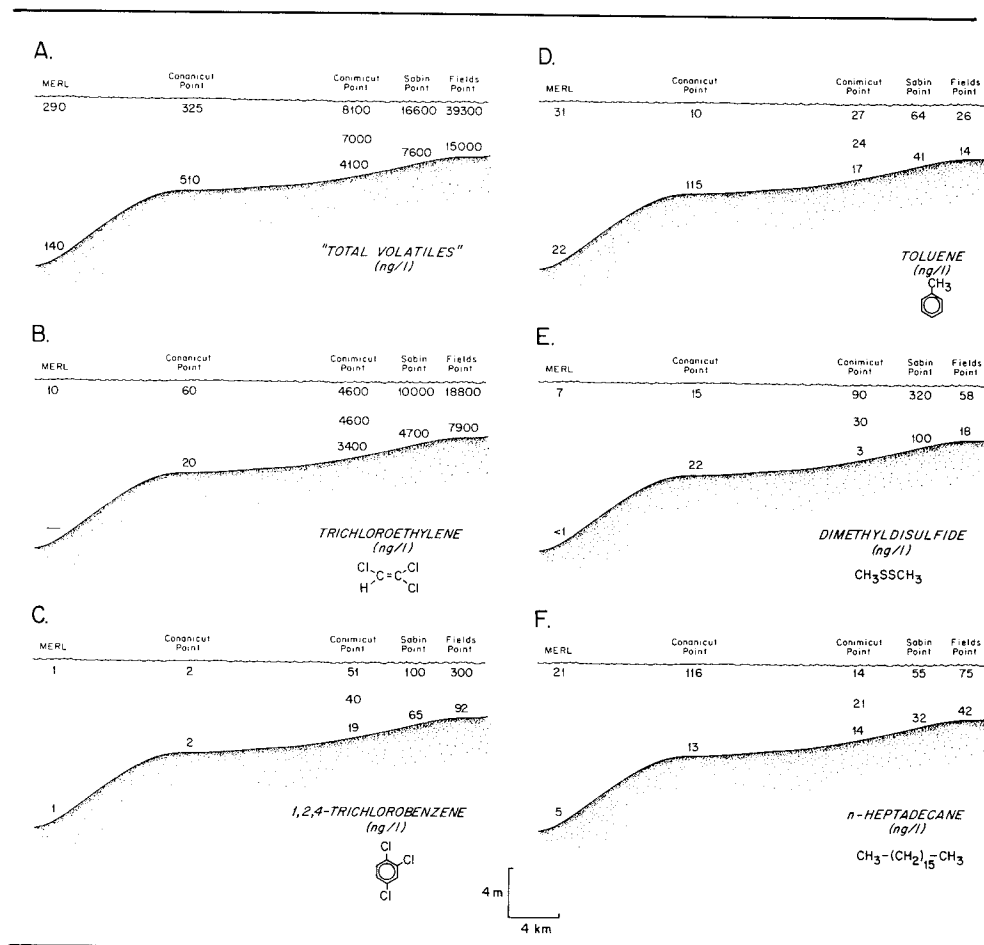 A.
MERL Conanicut Point Conimicut Point Sabin Point Fields Point
290 325 8100 16600 39300
7000
4100 7600 15000
510
140
"TOTAL VOLATILES"
(ng/l)
B.
MERL Conanicut Point Conimicut Point Sabin Point Fields Point
10 60 4600 10000 18800
4600
3400 4700 7900
20
—
TRICHLOROETHYLENE
(ng/l)
Cl Cl
C=C
H Cl
C.
MERL Conanicut Point Conimicut Point Sabin Point Fields Point
1 2 51 100 300
40
19 65 92
2
1
1,2,4-TRICHLOROBENZENE
(ng/l)
Cl
Cl
Cl
D.
MERL Conanicut Point Conimicut Point Sabin Point Fields Point
31 10 27 64 26
24
17 41 14
115
22
TOLUENE
(ng/l)
CH3
E.
MERL Conanicut Point Conimicut Point Sabin Point Fields Point
7 15 90 320 58
30
3 100 18
22
<1
DIMETHYLDISULFIDE
(ng/l)
CH3SSCH3
F.
MERL Conanicut Point Conimicut Point Sabin Point Fields Point
21 116 14 55 75
21
14 32 42
13
5
n-HEPTADECANE
(ng/l)
CH3-(CH2)15-CH3
4 m
4 km